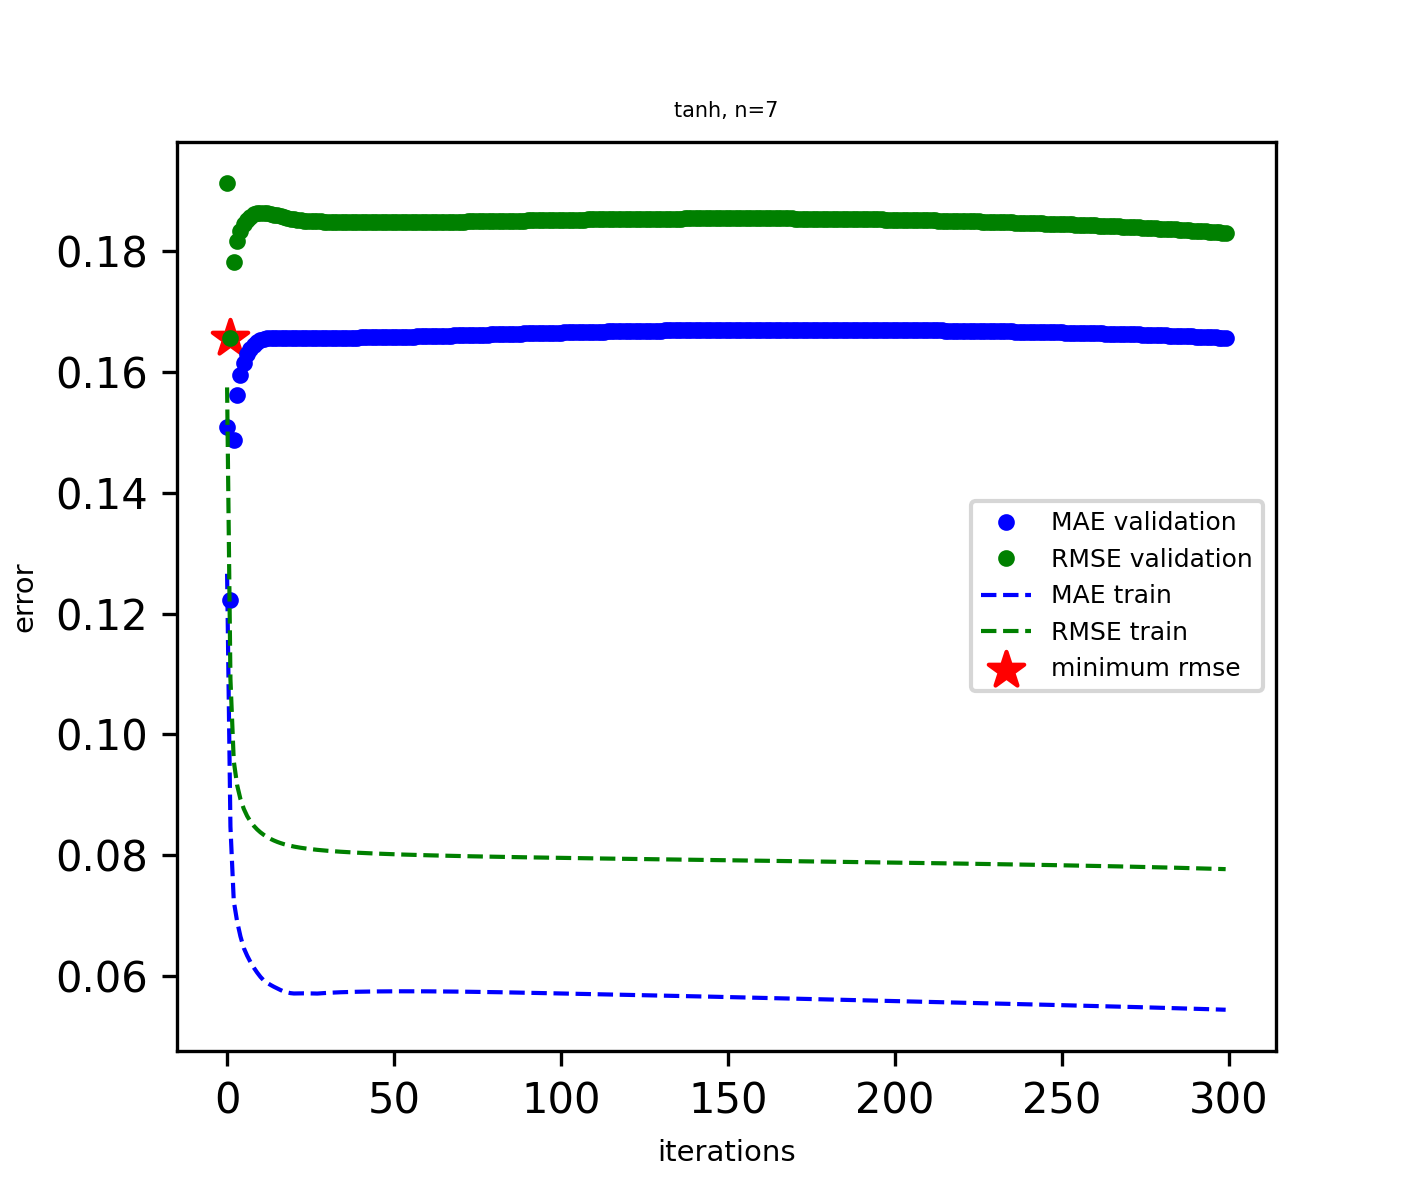 tanh, n=7
0.18
0.16
0.14
0.12
0.10
0.08
0.06
error
MAE validation
RMSE validation
MAE train
RMSE train
minimum rmse
0 50 100 150 200 250 300
iterations